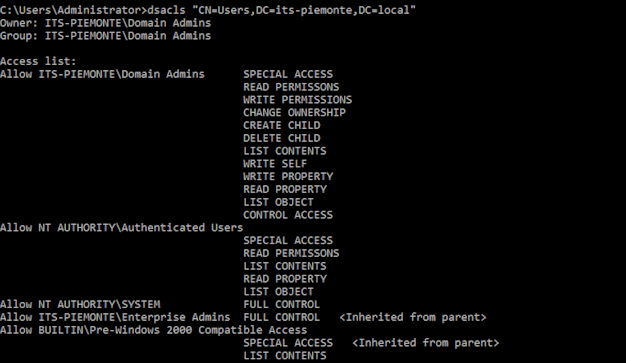 C:\Users\Administrator>dsacls "CN=Users,DC=its-piemonte,DC=local"
Owner: ITS-PIEMONTE\Domain Admins
Group: ITS-PIEMONTE\Domain Admins
Access list:
Allow ITS-PIEMONTE\Domain Admins SPECIAL ACCESS
READ PERMISSONS
WRITE PERMISSIONS
CHANGE OWNERSHIP
CREATE CHILD
DELETE CHILD
LIST CONTENTS
WRITE SELF
WRITE PROPERTY
READ PROPERTY
LIST OBJECT
CONTROL ACCESS
Allow NT AUTHORITY\Authenticated Users
SPECIAL ACCESS
READ PERMISSONS
LIST CONTENTS
READ PROPERTY
LIST OBJECT
Allow NT AUTHORITY\SYSTEM FULL CONTROL
Allow ITS-PIEMONTE\Enterprise Admins FULL CONTROL <Inherited from parent>
Allow BUILTIN\Pre-Windows 2000 Compatible Access
SPECIAL ACCESS <Inherited from parent>
LIST CONTENTS